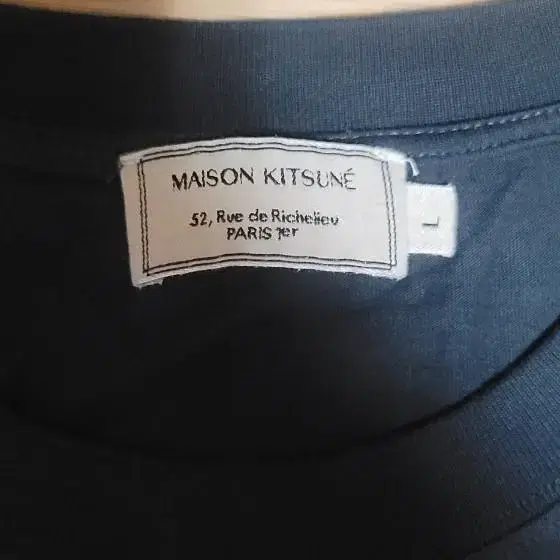 MAISON KITSUNÉ
52, Rue de Richelieu
PARIS 1er
L